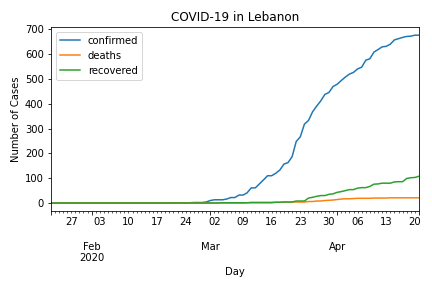 COVID-19 in Lebanon
confirmed
deaths
recovered
Number of Cases
700
600
500
400
300
200
100
0
27 03 10 17 24 02 09 16 23 30 06 13 20
Feb Mar Apr
2020
Day